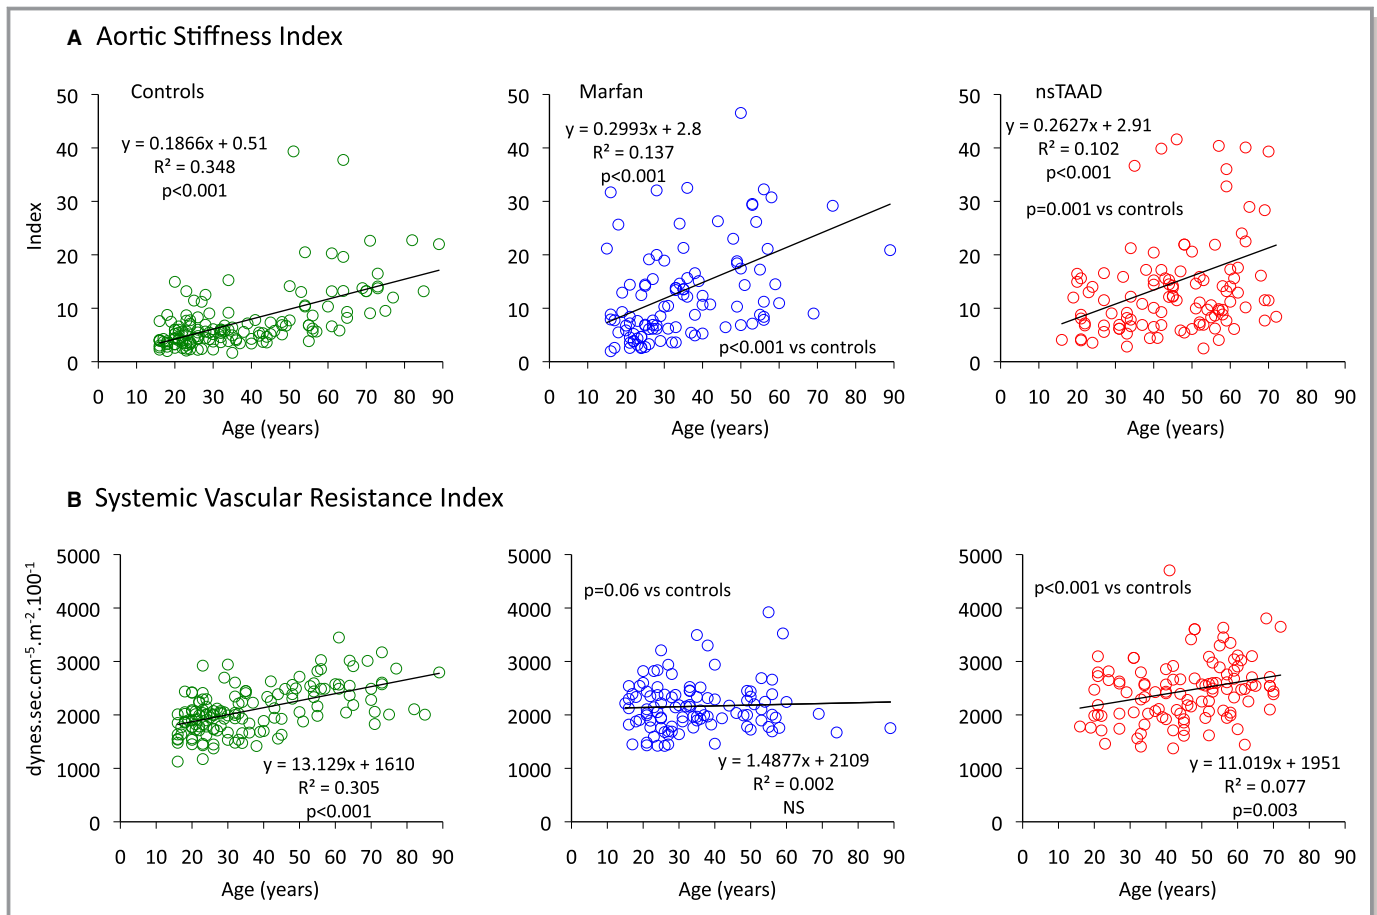 A Aortic Stiffness Index
Controls
y = 0.1866x + 0.51
R² = 0.348
p<0.001
Index
50
40
30
20
10
0
0 10 20 30 40 50 60 70 80 90
Age (years)
Marfan
y = 0.2993x + 2.8
R² = 0.137
p<0.001
p<0.001 vs controls
50
40
30
20
10
0
0 10 20 30 40 50 60 70 80 90
Age (years)
nsTAAD
y = 0.2627x + 2.91
R² = 0.102
p<0.001
p=0.001 vs controls
50
40
30
20
10
0
0 10 20 30 40 50 60 70 80 90
Age (years)
B Systemic Vascular Resistance Index
dyness.sec.cm⁻⁵.m⁻².100⁻¹
5000
4000
3000
2000
1000
0
y = 13.129x + 1610
R² = 0.305
p<0.001
0 10 20 30 40 50 60 70 80 90
Age (years)
p=0.06 vs controls
5000
4000
3000
2000
1000
0
y = 1.4877x + 2109
R² = 0.002
NS
0 10 20 30 40 50 60 70 80 90
Age (years)
p<0.001 vs controls
5000
4000
3000
2000
1000
0
y = 11.019x + 1951
R² = 0.077
p=0.003
0 10 20 30 40 50 60 70 80 90
Age (years)